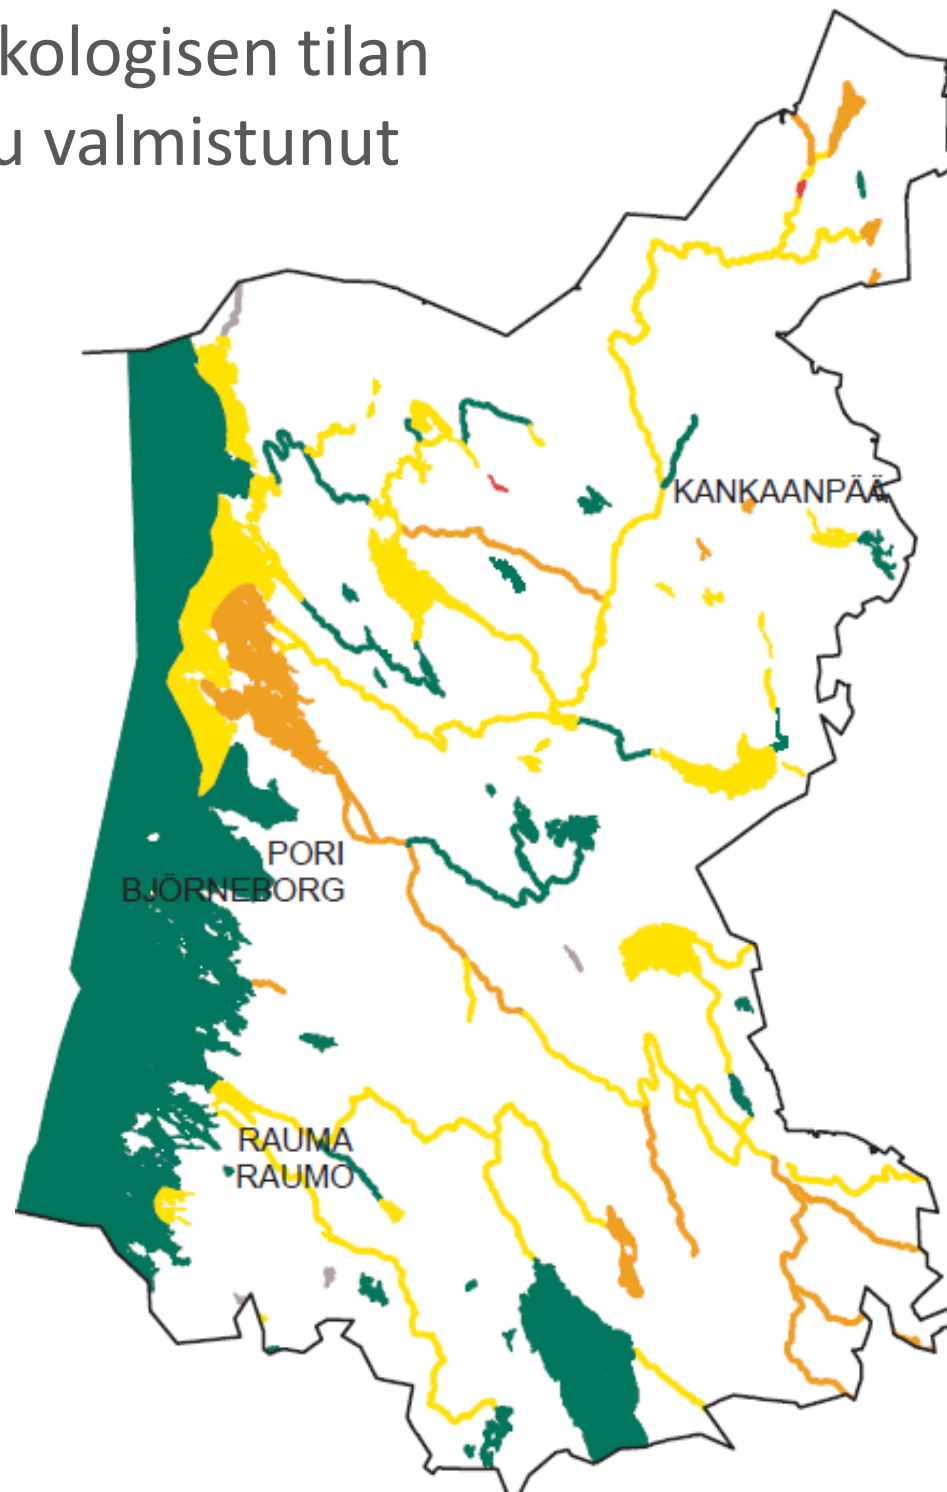 kologisen tilan
u valmistunut
KANKAANPÄÄ
PORI
BJÖRNEBORG
RAUMA
RAUMO